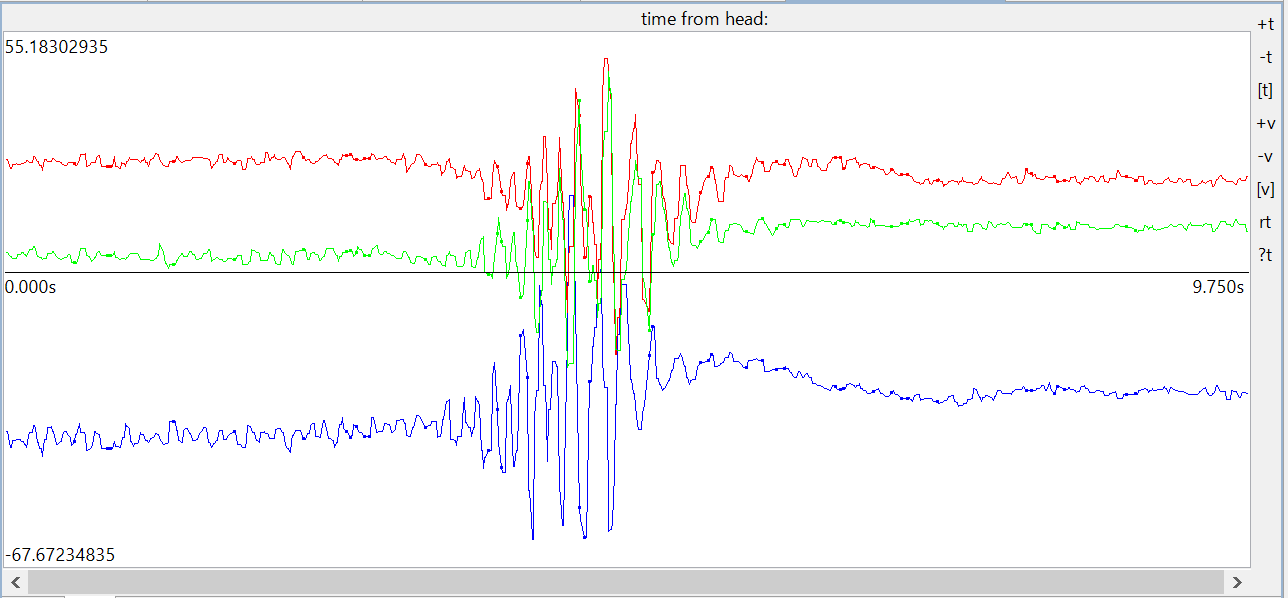 time from head:
55.18302935
0.000s
9.750s
-67.67234835
+t
-t
[t]
+v
-v
[v]
rt
?t